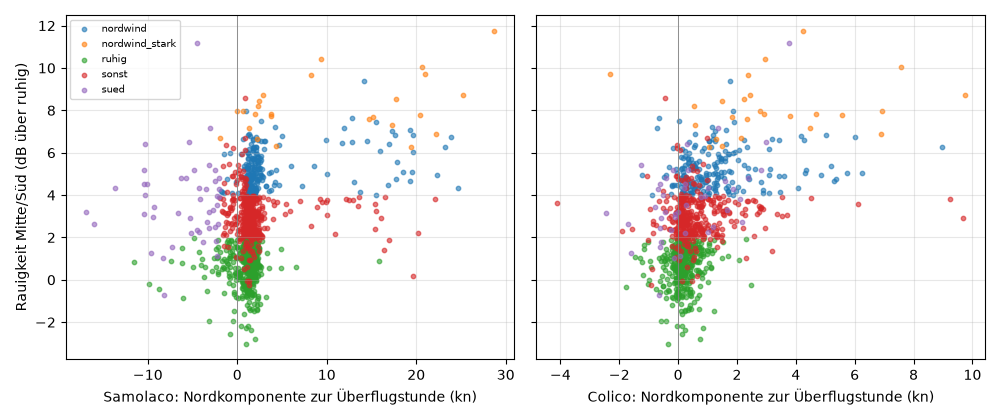 12
10
8
6
4
2
0
−2
Rauigkeit Mitte/Süd (dB über ruhig)
nordwind
nordwind_stark
ruhig
sonst
sued
−10 0 10 20 30
Samolaco: Nordkomponente zur Überflugstunde (kn)
−4 −2 0 2 4 6 8 10
Colico: Nordkomponente zur Überflugstunde (kn)